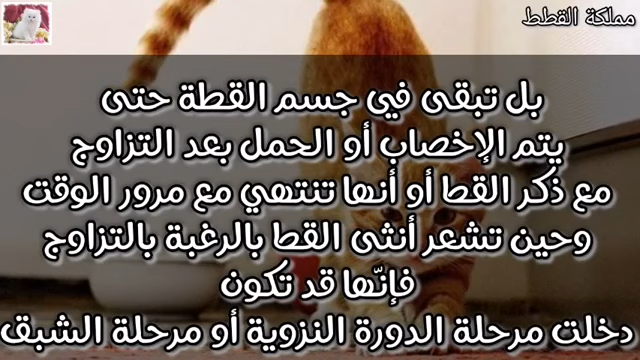 مملكة القطط
بل تبقى في جسم القطة حتى
يتم الإخصاب أو الحمل بعد التزاوج
مع ذكر القط أو أنها تنتهي مع مرور الوقت
وحين تشعر أنثى القط بالرغبة بالتزاوج
فإنّها قد تكون
دخلت مرحلة الدورة النزوية أو مرحلة الشبق